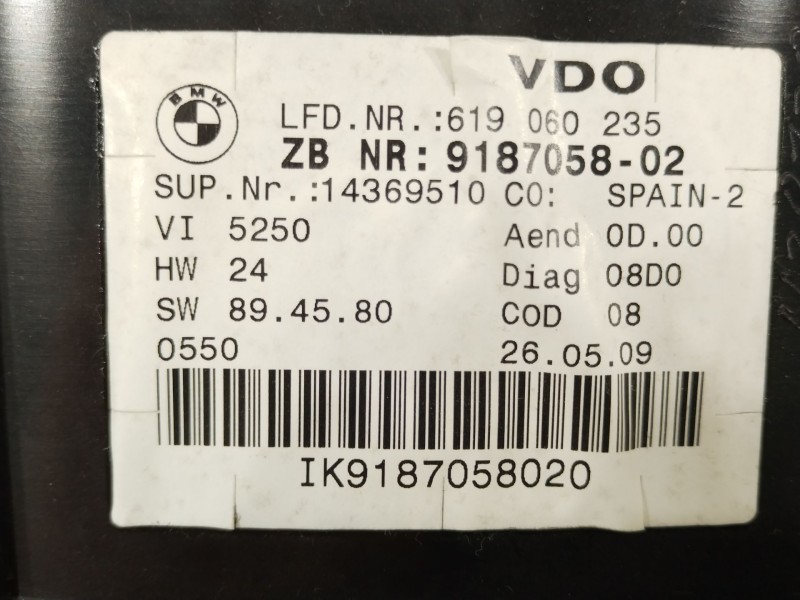 VDO
BMW
LFD.NR.:619 060 235
ZB NR: 9187058-02
SUP.Nr.:14369510 CO: SPAIN-2
VI 5250 Aend 0D.00
HW 24 Diag 08D0
SW 89.45.80 COD 08
0550 26.05.09
IK9187058020